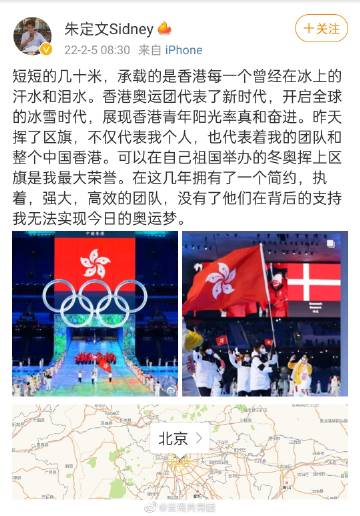 朱定文Sidney
22-2-5 08:30 来自 iPhone
+关注
短短的几十米，承载的是香港每一个曾经在冰上的
汗水和泪水。香港奥运团代表了新时代，开启全球
的冰雪时代，展现香港青年阳光率真和奋进。昨天
挥了区旗，不仅代表我个人，也代表着我的团队和
整个中国香港。可以在自己祖国举办的冬奥挥上区
旗是我最大荣誉。在这几年拥有了一个简约，执
着，强大，高效的团队，没有了他们在背后的支持
我无法实现今日的奥运梦。
中国香港
北京